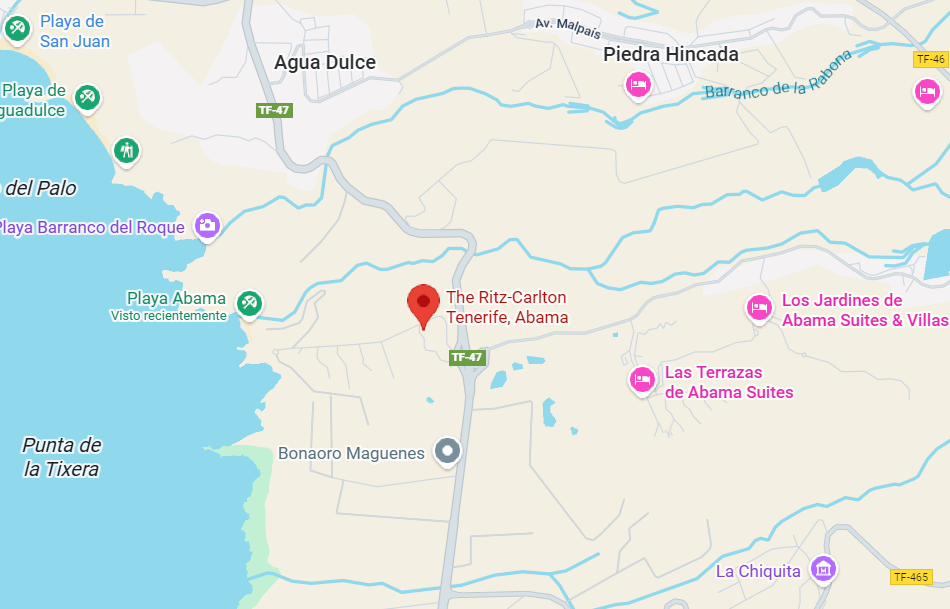 Playa de
San Juan
Av. Malpaís
Piedra Hincada
Agua Dulce
TF-46
Barranco de la Rabona
Playa de
guadulce
TF-47
del Palo
Playa Barranco del Roque
Playa Abama
Visto recientemente
The Ritz-Carlton
Tenerife, Abama
Los Jardines de
Abama Suites & Villas
TF-47
Las Terrazas
de Abama Suites
Punta de
la Tixera
Bonaoro Maguenes
La Chiquita
TF-465